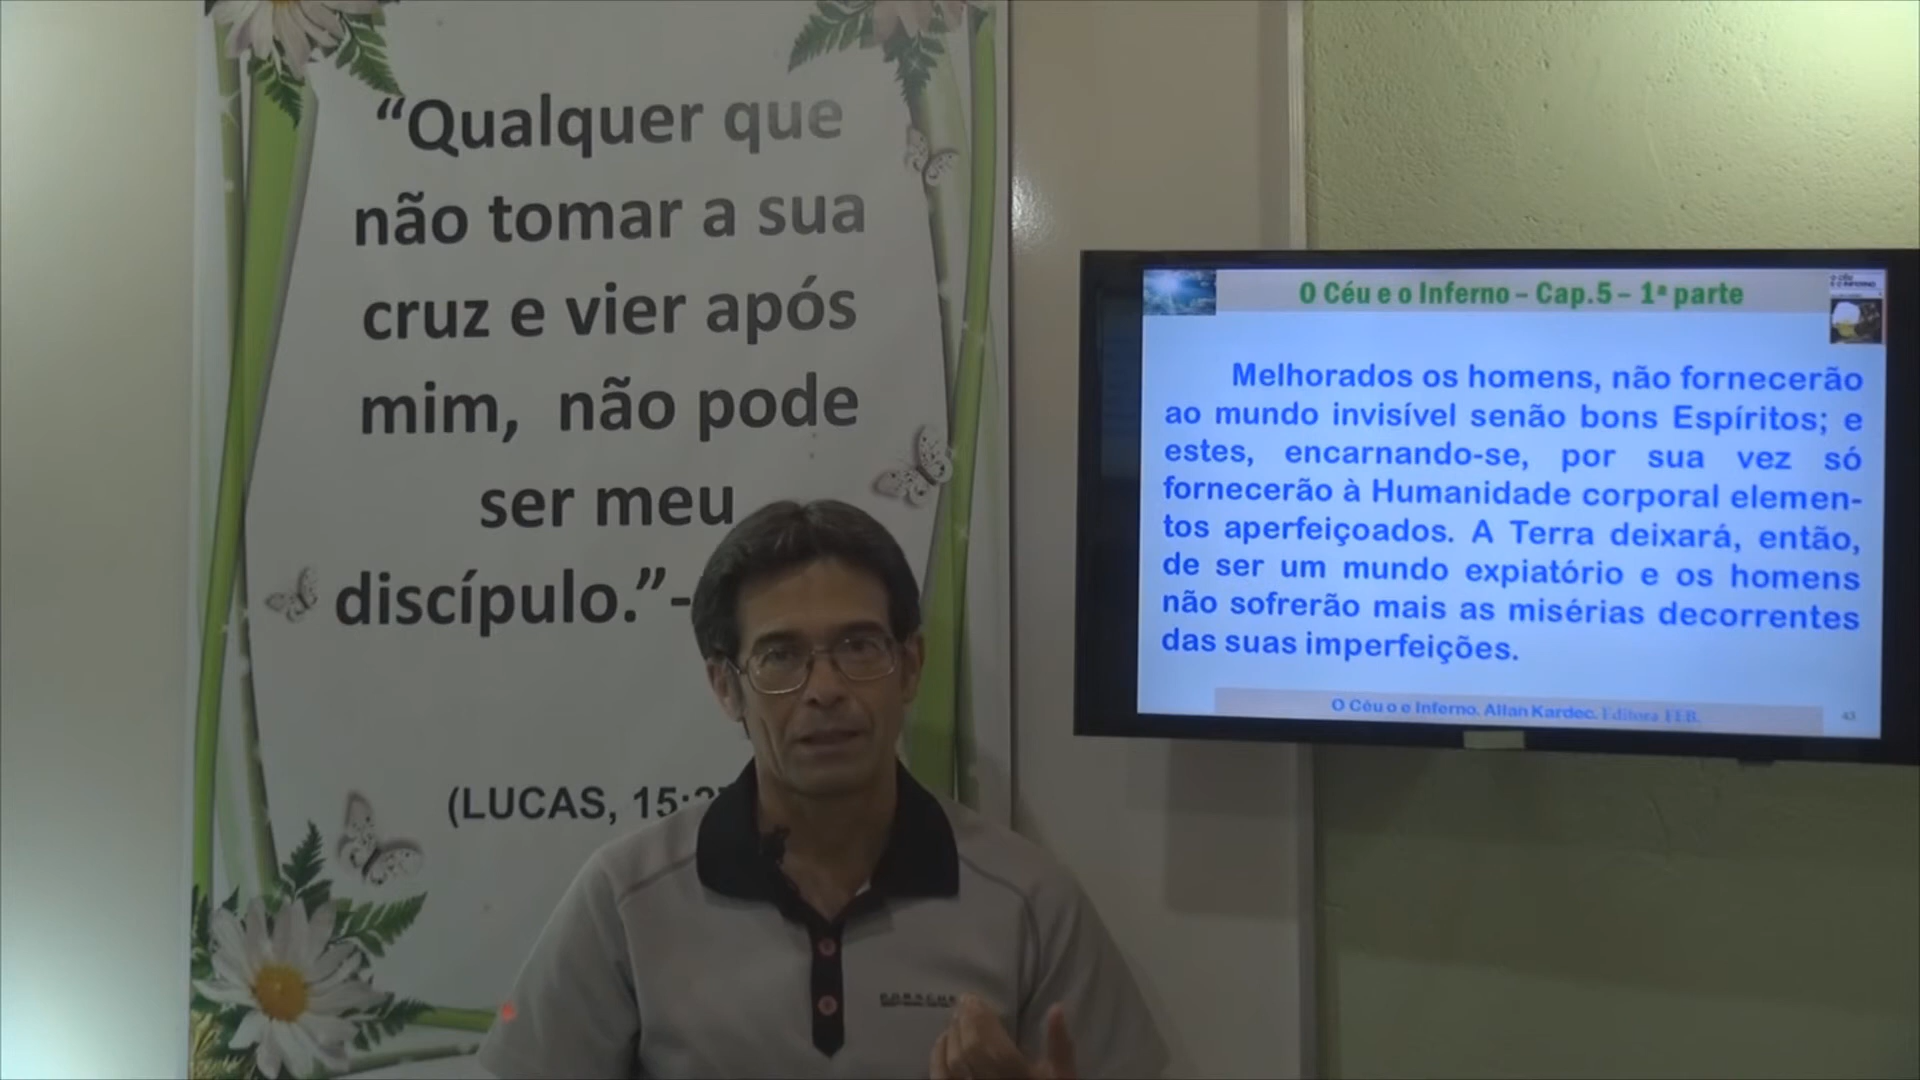 “Qualquer que
não tomar a sua
cruz e vier após
mim, não pode
ser meu
discípulo.”-
(LUCAS, 15:
O Céu e o Inferno – Cap.5 – 1ª parte
Melhorados os homens, não fornecerão
ao mundo invisível senão bons Espíritos; e
estes, encarnando-se, por sua vez só
fornecerão à Humanidade corporal elemen-
tos aperfeiçoados. A Terra deixará, então,
de ser um mundo expiatório e os homens
não sofrerão mais as misérias decorrentes
das suas imperfeições.
O Céu o e Inferno. Allan Kardec. Editora FEB.
43